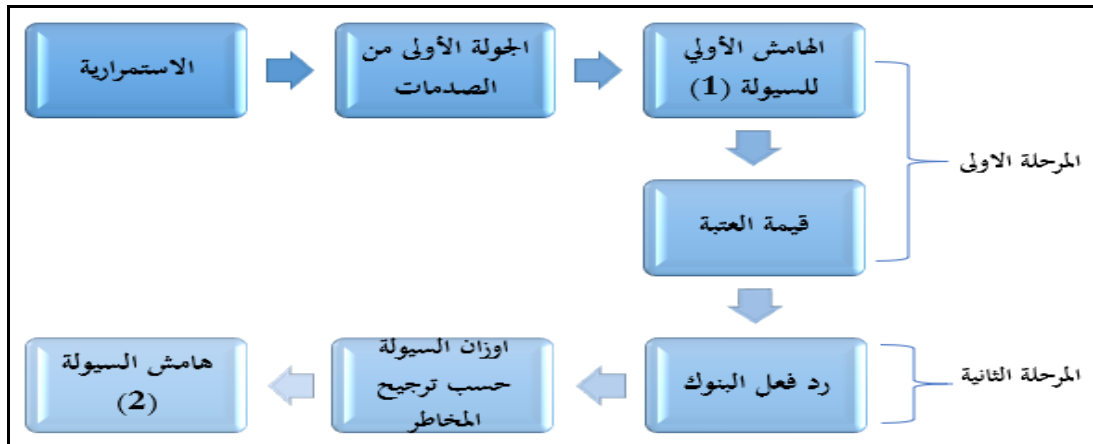 الاستمرارية
الجولة الأولى من
الصدمات
الهامش الأولي
للسيولة (1)
المرحلة الاولى
قيمة العتبة
رد فعل البنوك
المرحلة الثانية
اوزان السيولة
حسب ترجيح
المخاطر
هامش السيولة
(2)